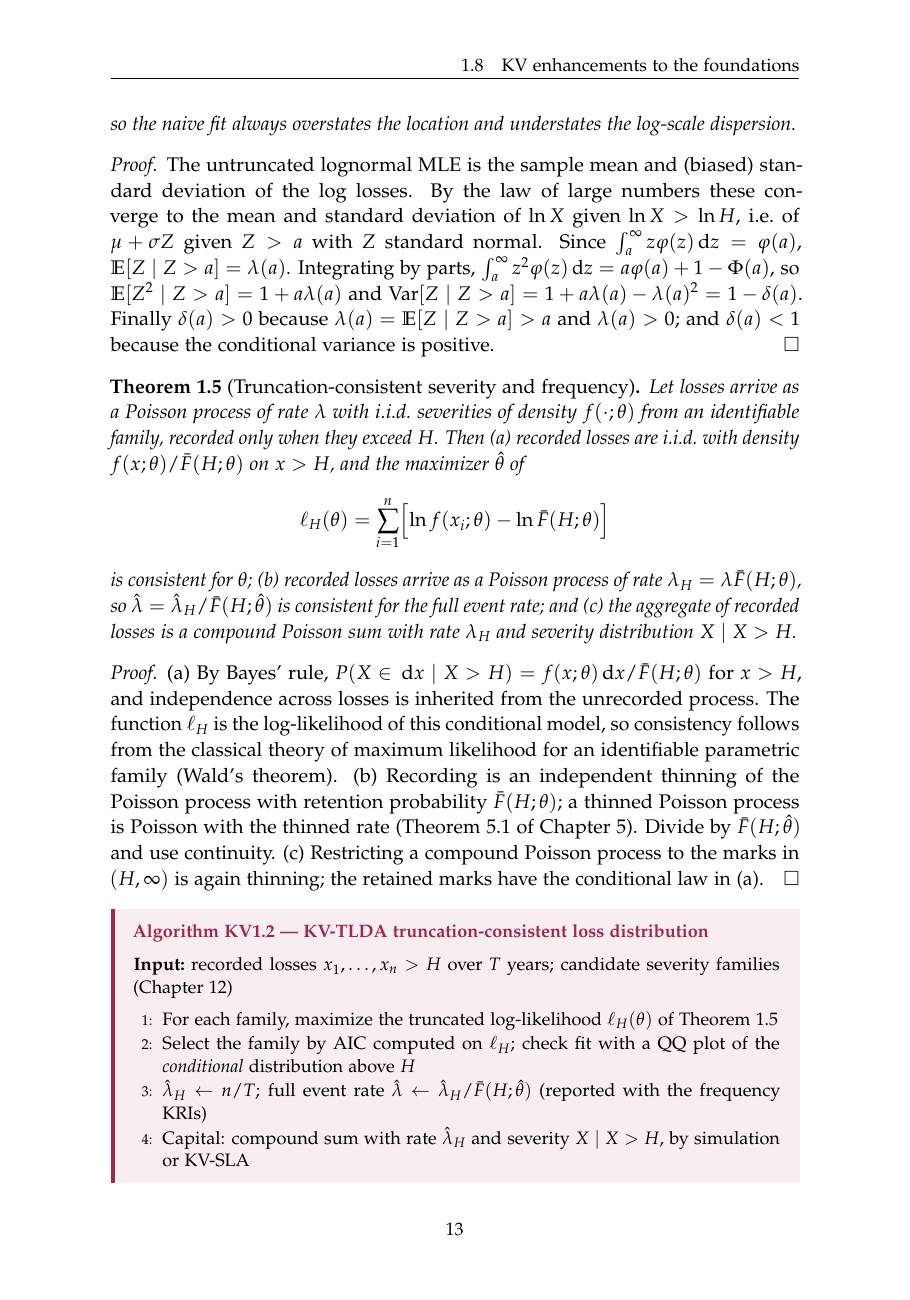 1.8 KV enhancements to the foundations
so the naive fit always overstates the location and understates the log-scale dispersion.
Proof. The untruncated lognormal MLE is the sample mean and (biased) stan-
dard deviation of the log losses. By the law of large numbers these con-
verge to the mean and standard deviation of ln X given ln X > ln H, i.e. of
μ + σZ given Z > a with Z standard normal. Since ∫ₐ^∞ zφ(z) dz = φ(a),
𝔼[Z | Z > a] = λ(a). Integrating by parts, ∫ₐ^∞ z²φ(z) dz = aφ(a) + 1 − Φ(a), so
𝔼[Z² | Z > a] = 1 + aλ(a) and Var[Z | Z > a] = 1 + aλ(a) − λ(a)² = 1 − δ(a).
Finally δ(a) > 0 because λ(a) = 𝔼[Z | Z > a] > a and λ(a) > 0; and δ(a) < 1
because the conditional variance is positive. □
Theorem 1.5 (Truncation-consistent severity and frequency). Let losses arrive as
a Poisson process of rate λ with i.i.d. severities of density f(·; θ) from an identifiable
family, recorded only when they exceed H. Then (a) recorded losses are i.i.d. with density
f(x; θ)/F̄(H; θ) on x > H, and the maximizer θ̂ of
ℓ_H(θ) = ∑_{i=1}^{n} [ln f(x_i; θ) − ln F̄(H; θ)]
is consistent for θ; (b) recorded losses arrive as a Poisson process of rate λ_H = λF̄(H; θ),
so λ̂ = λ̂_H/F̄(H; θ̂) is consistent for the full event rate; and (c) the aggregate of recorded
losses is a compound Poisson sum with rate λ_H and severity distribution X | X > H.
Proof. (a) By Bayes’ rule, P(X ∈ dx | X > H) = f(x; θ) dx/F̄(H; θ) for x > H,
and independence across losses is inherited from the unrecorded process. The
function ℓ_H is the log-likelihood of this conditional model, so consistency follows
from the classical theory of maximum likelihood for an identifiable parametric
family (Wald’s theorem). (b) Recording is an independent thinning of the
Poisson process with retention probability F̄(H; θ); a thinned Poisson process
is Poisson with the thinned rate (Theorem 5.1 of Chapter 5). Divide by F̄(H; θ̂)
and use continuity. (c) Restricting a compound Poisson process to the marks in
(H, ∞) is again thinning; the retained marks have the conditional law in (a). □
Algorithm KV1.2 — KV-TLDA truncation-consistent loss distribution
Input: recorded losses x₁, . . . , xₙ > H over T years; candidate severity families
(Chapter 12)
1: For each family, maximize the truncated log-likelihood ℓ_H(θ) of Theorem 1.5
2: Select the family by AIC computed on ℓ_H; check fit with a QQ plot of the
conditional distribution above H
3: λ̂_H ← n/T; full event rate λ̂ ← λ̂_H/F̄(H; θ̂) (reported with the frequency
KRIs)
4: Capital: compound sum with rate λ̂_H and severity X | X > H, by simulation
or KV-SLA
13